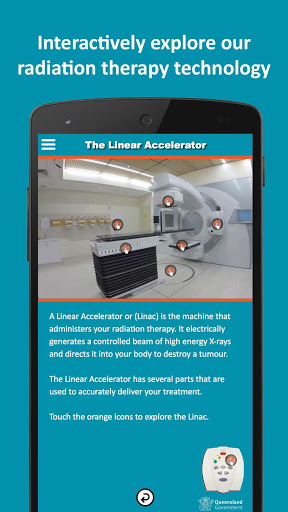 Interactively explore our
radiation therapy technology
The Linear Accelerator
A Linear Accelerator or (Linac) is the machine that
administers your radiation therapy. It electrically
generates a controlled beam of high energy X-rays
and directs it into your body to destroy a tumour.
The Linear Accelerator has several parts that are
used to accurately deliver your treatment.
Touch the orange icons to explore the Linac.
Queensland
Government